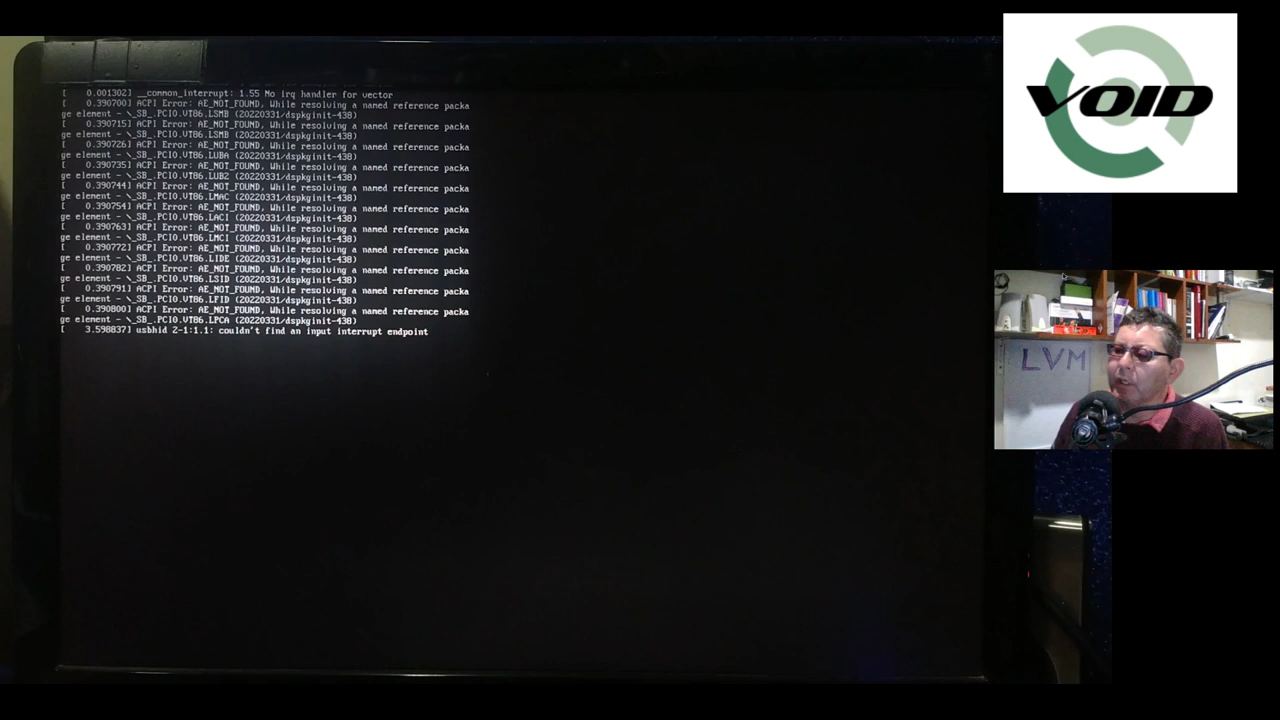 [    0.001302] __common_interrupt: 1.55 No irq handler for vector
[    0.390700] ACPI Error: AE_NOT_FOUND, While resolving a named reference packa
ge element - \_SB_.PCI0.VT86.LSMB (20220331/dspkginit-438)
[    0.390715] ACPI Error: AE_NOT_FOUND, While resolving a named reference packa
ge element - \_SB_.PCI0.VT86.LSMB (20220331/dspkginit-438)
[    0.390726] ACPI Error: AE_NOT_FOUND, While resolving a named reference packa
ge element - \_SB_.PCI0.VT86.LUBA (20220331/dspkginit-438)
[    0.390735] ACPI Error: AE_NOT_FOUND, While resolving a named reference packa
ge element - \_SB_.PCI0.VT86.LUB2 (20220331/dspkginit-438)
[    0.390744] ACPI Error: AE_NOT_FOUND, While resolving a named reference packa
ge element - \_SB_.PCI0.VT86.LMAC (20220331/dspkginit-438)
[    0.390754] ACPI Error: AE_NOT_FOUND, While resolving a named reference packa
ge element - \_SB_.PCI0.VT86.LACI (20220331/dspkginit-438)
[    0.390763] ACPI Error: AE_NOT_FOUND, While resolving a named reference packa
ge element - \_SB_.PCI0.VT86.LMCI (20220331/dspkginit-438)
[    0.390772] ACPI Error: AE_NOT_FOUND, While resolving a named reference packa
ge element - \_SB_.PCI0.VT86.LIDE (20220331/dspkginit-438)
[    0.390782] ACPI Error: AE_NOT_FOUND, While resolving a named reference packa
ge element - \_SB_.PCI0.VT86.LSID (20220331/dspkginit-438)
[    0.390791] ACPI Error: AE_NOT_FOUND, While resolving a named reference packa
ge element - \_SB_.PCI0.VT86.LFID (20220331/dspkginit-438)
[    0.390800] ACPI Error: AE_NOT_FOUND, While resolving a named reference packa
ge element - \_SB_.PCI0.VT86.LPCA (20220331/dspkginit-438)
[    3.598837] usbhid 2-1:1.1: couldn't find an input interrupt endpoint
VOID
LVM